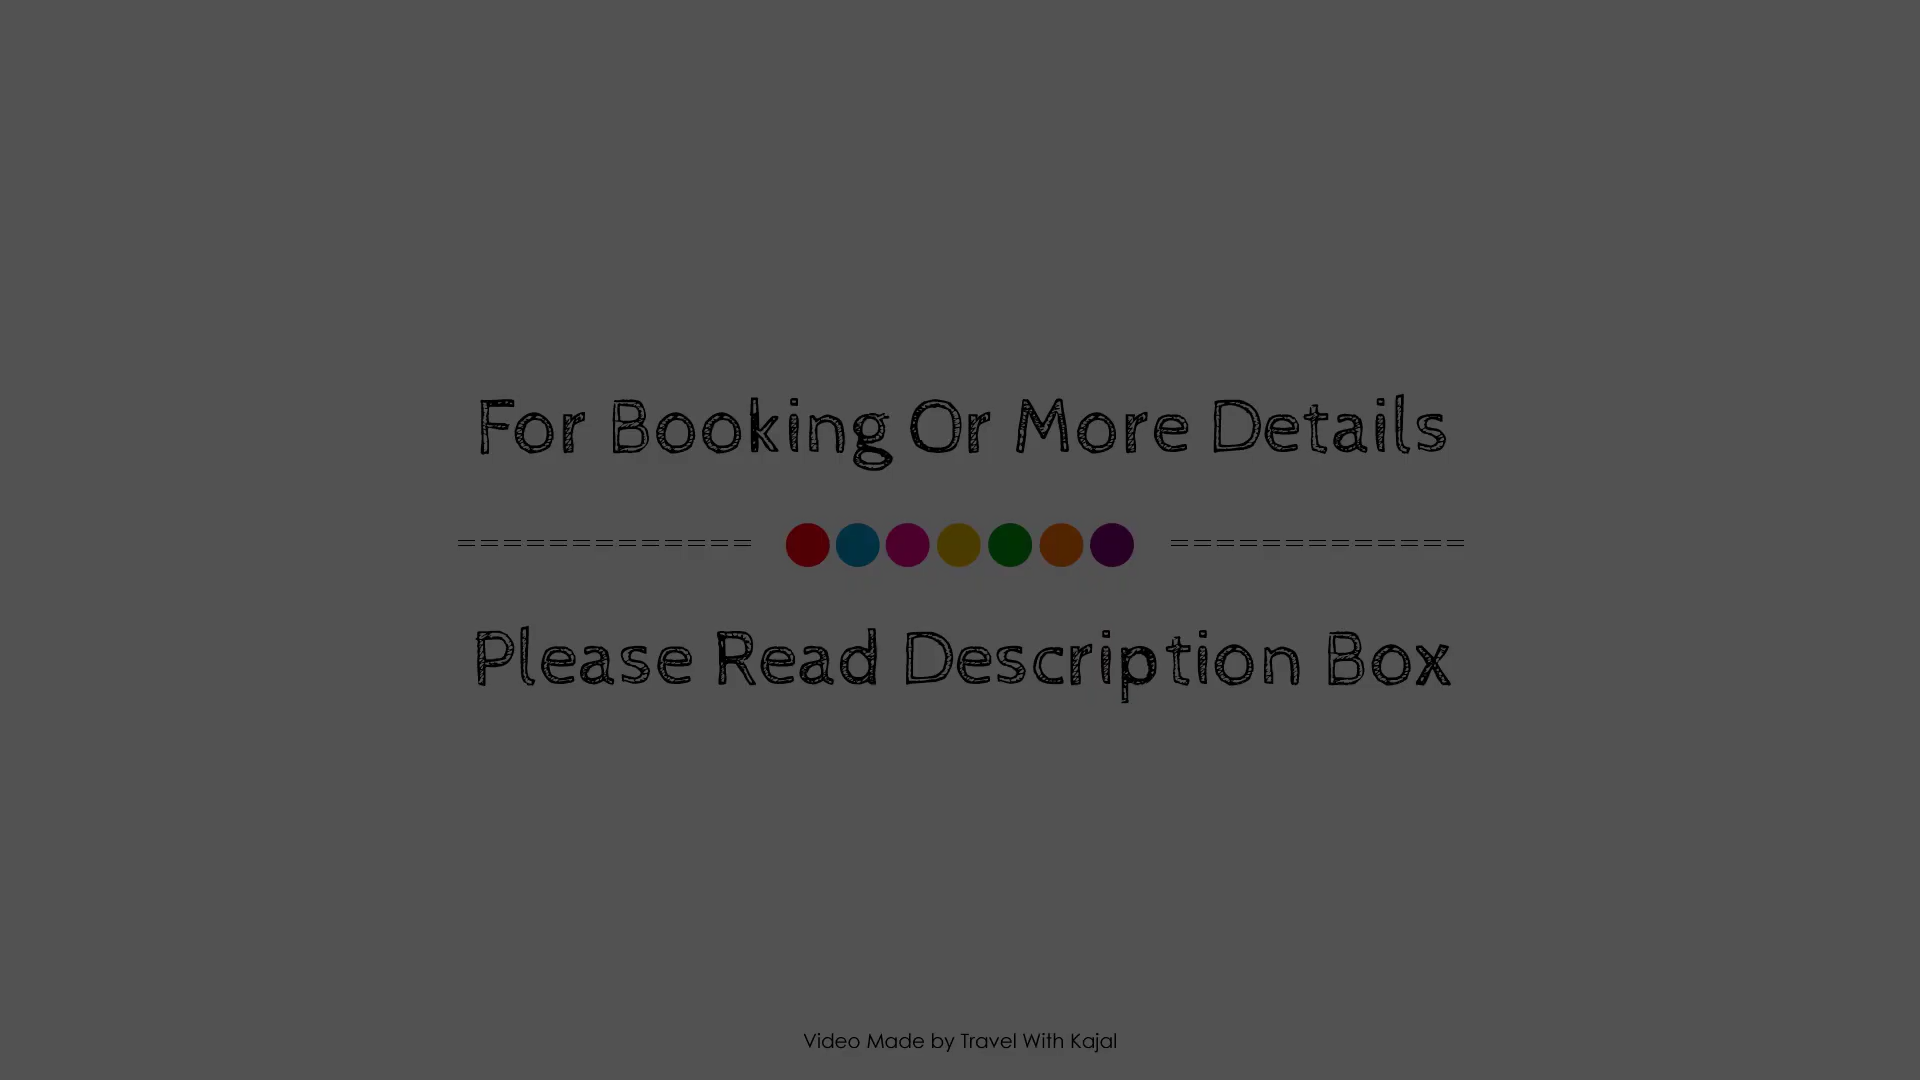 For Booking Or More Details
============= =============
Please Read Description Box
Video Made by Travel With Kajal